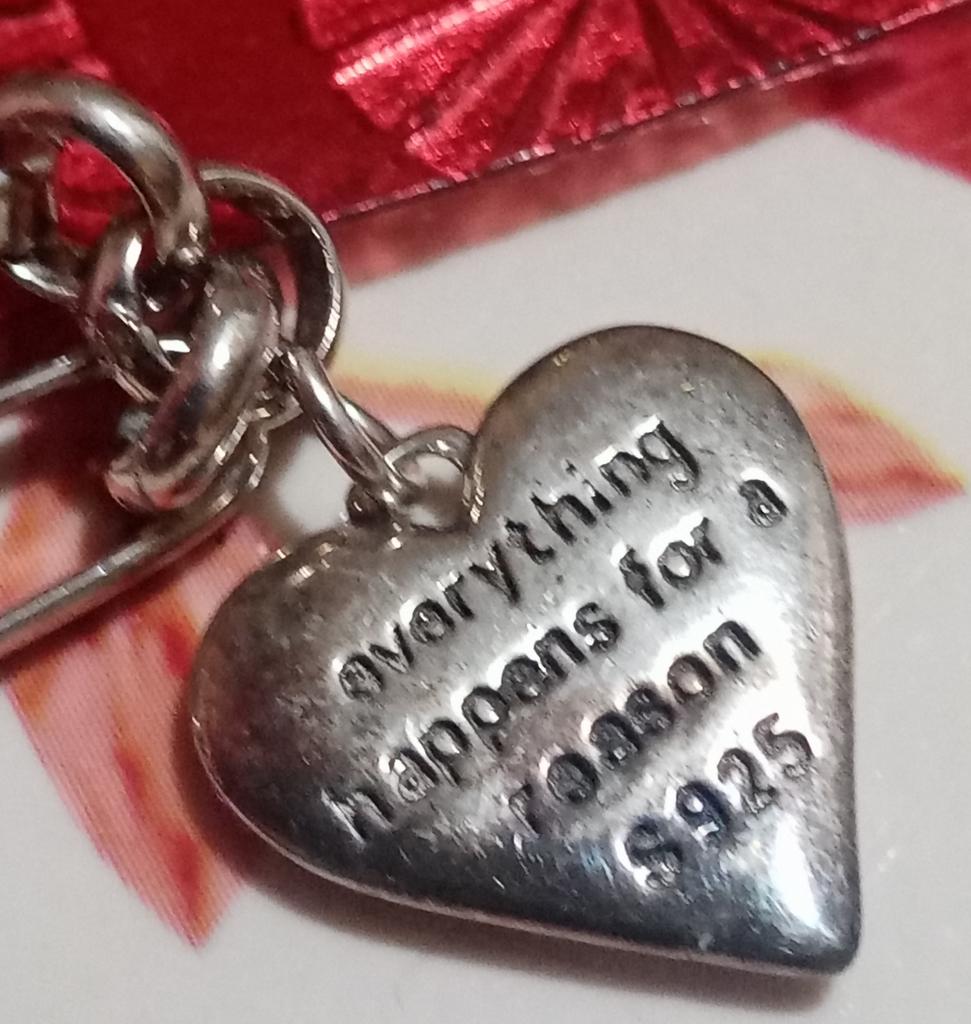 everything
happens for a
reason
S925